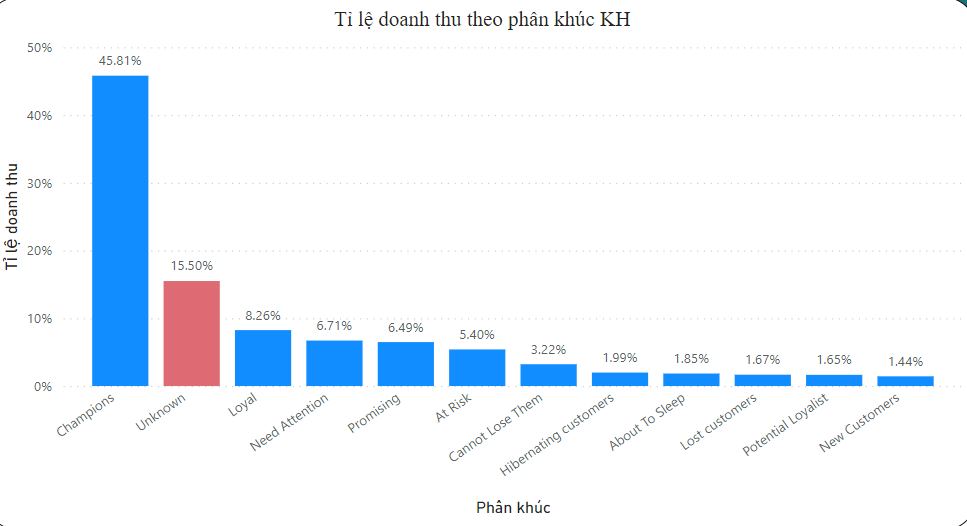 Tỉ lệ doanh thu theo phân khúc KH
Tỉ lệ doanh thu
50%
40%
30%
20%
10%
0%
45.81%
15.50%
8.26%
6.71%
6.49%
5.40%
3.22%
1.99%
1.85%
1.67%
1.65%
1.44%
Champions
Unknown
Loyal
Need Attention
Promising
At Risk
Cannot Lose Them
Hibernating customers
About To Sleep
Lost customers
Potential Loyalist
New Customers
Phân khúc